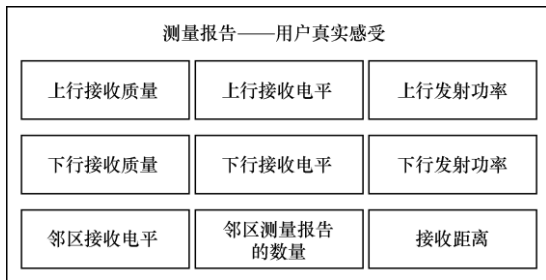 测量报告——用户真实感受
上行接收质量
上行接收电平
上行发射功率
下行接收质量
下行接收电平
下行发射功率
邻区接收电平
邻区测量报告
的数量
接收距离